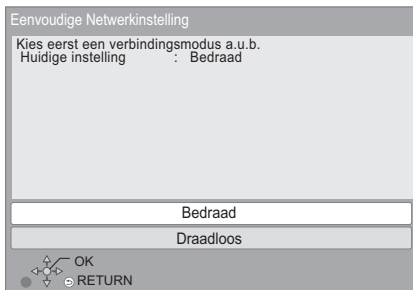 Eenvoudige Netwerkinstelling
Kies eerst een verbindingsmodus a.u.b.
Huidige instelling : Bedraad
Bedraad
Draadloos
OK
RETURN